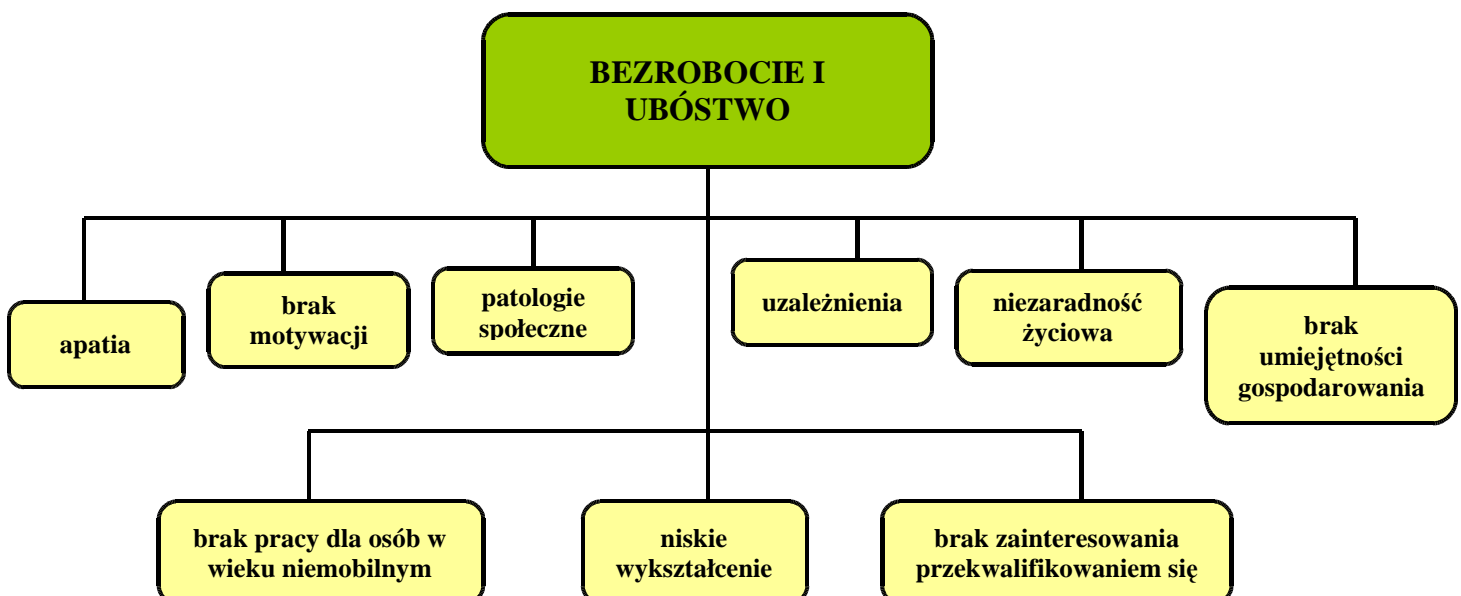 BEZROBOCIE I
UBÓSTWO
apatia
brak
motywacji
patologie
społeczne
uzależnienia
niezaradność
życiowa
brak
umiejętności
gospodarowania
brak pracy dla osób w
wieku niemobilnym
niskie
wykształcenie
brak zainteresowania
przekwalifikowaniem się